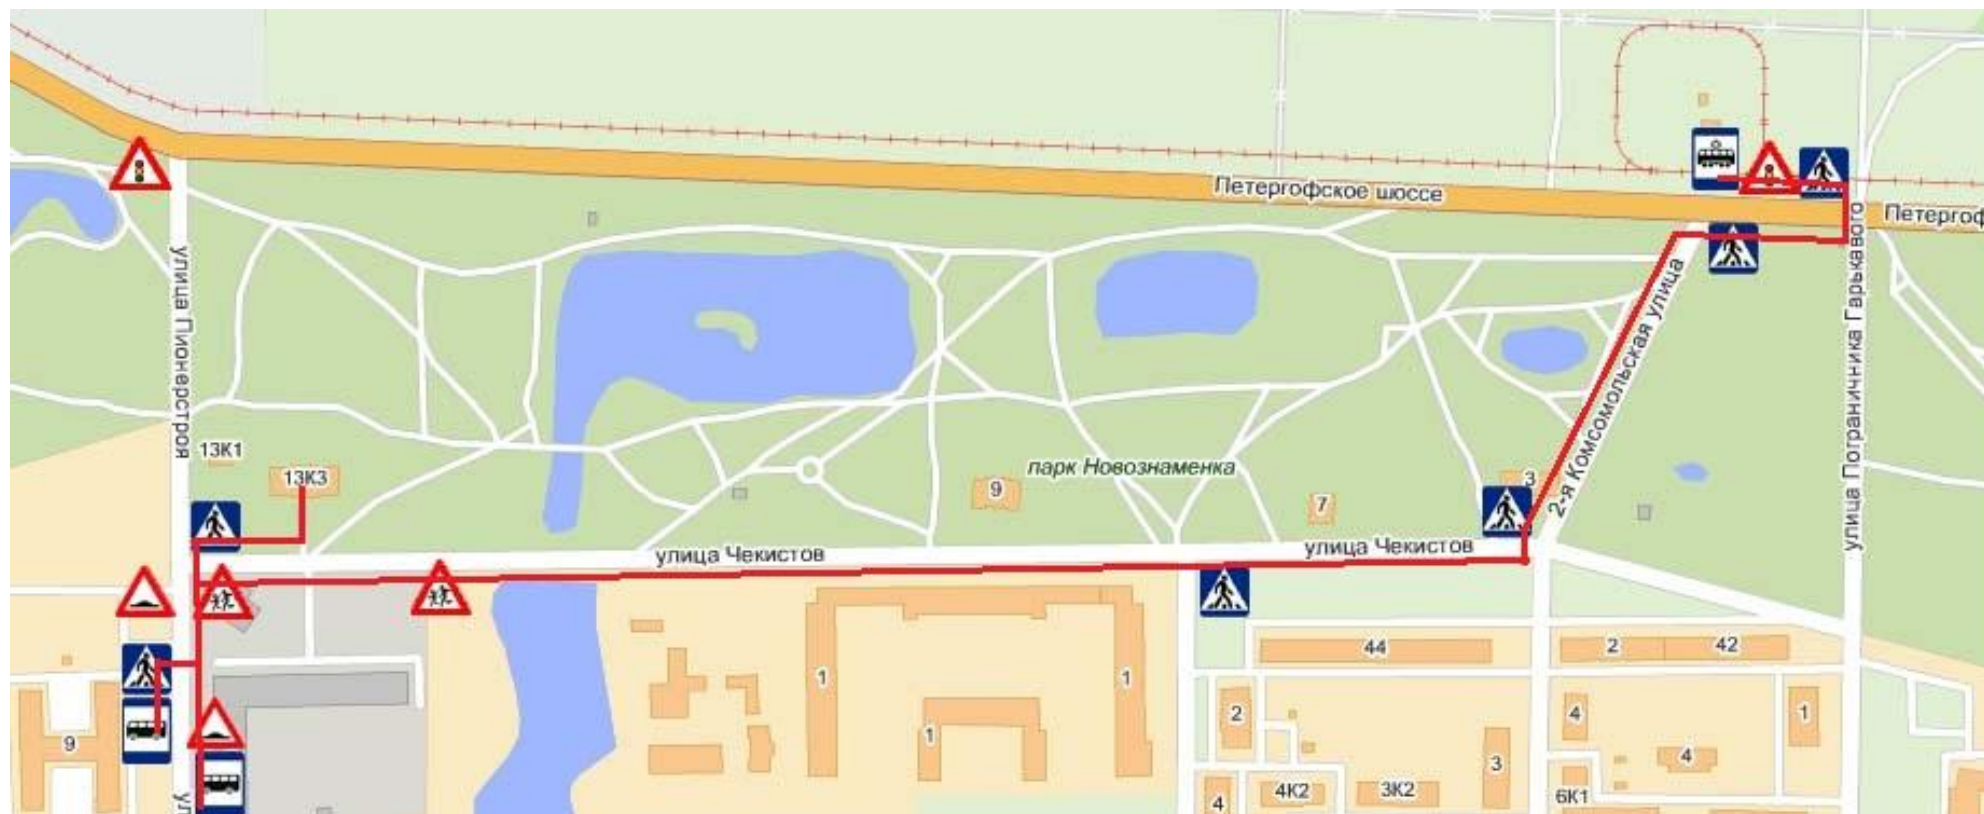 Петергофское шоссе
Петергоф
улица Пионерстроя
улица Пограничника Гарькавого
2-я Комсомольская улица
13К1
13К3
парк Новознаменка
9
7
3
улица Чекистов
улица Чекистов
44
2
42
1
1
2
4
1
9
1
4
3
4К2
3К2
6К1
4
ул